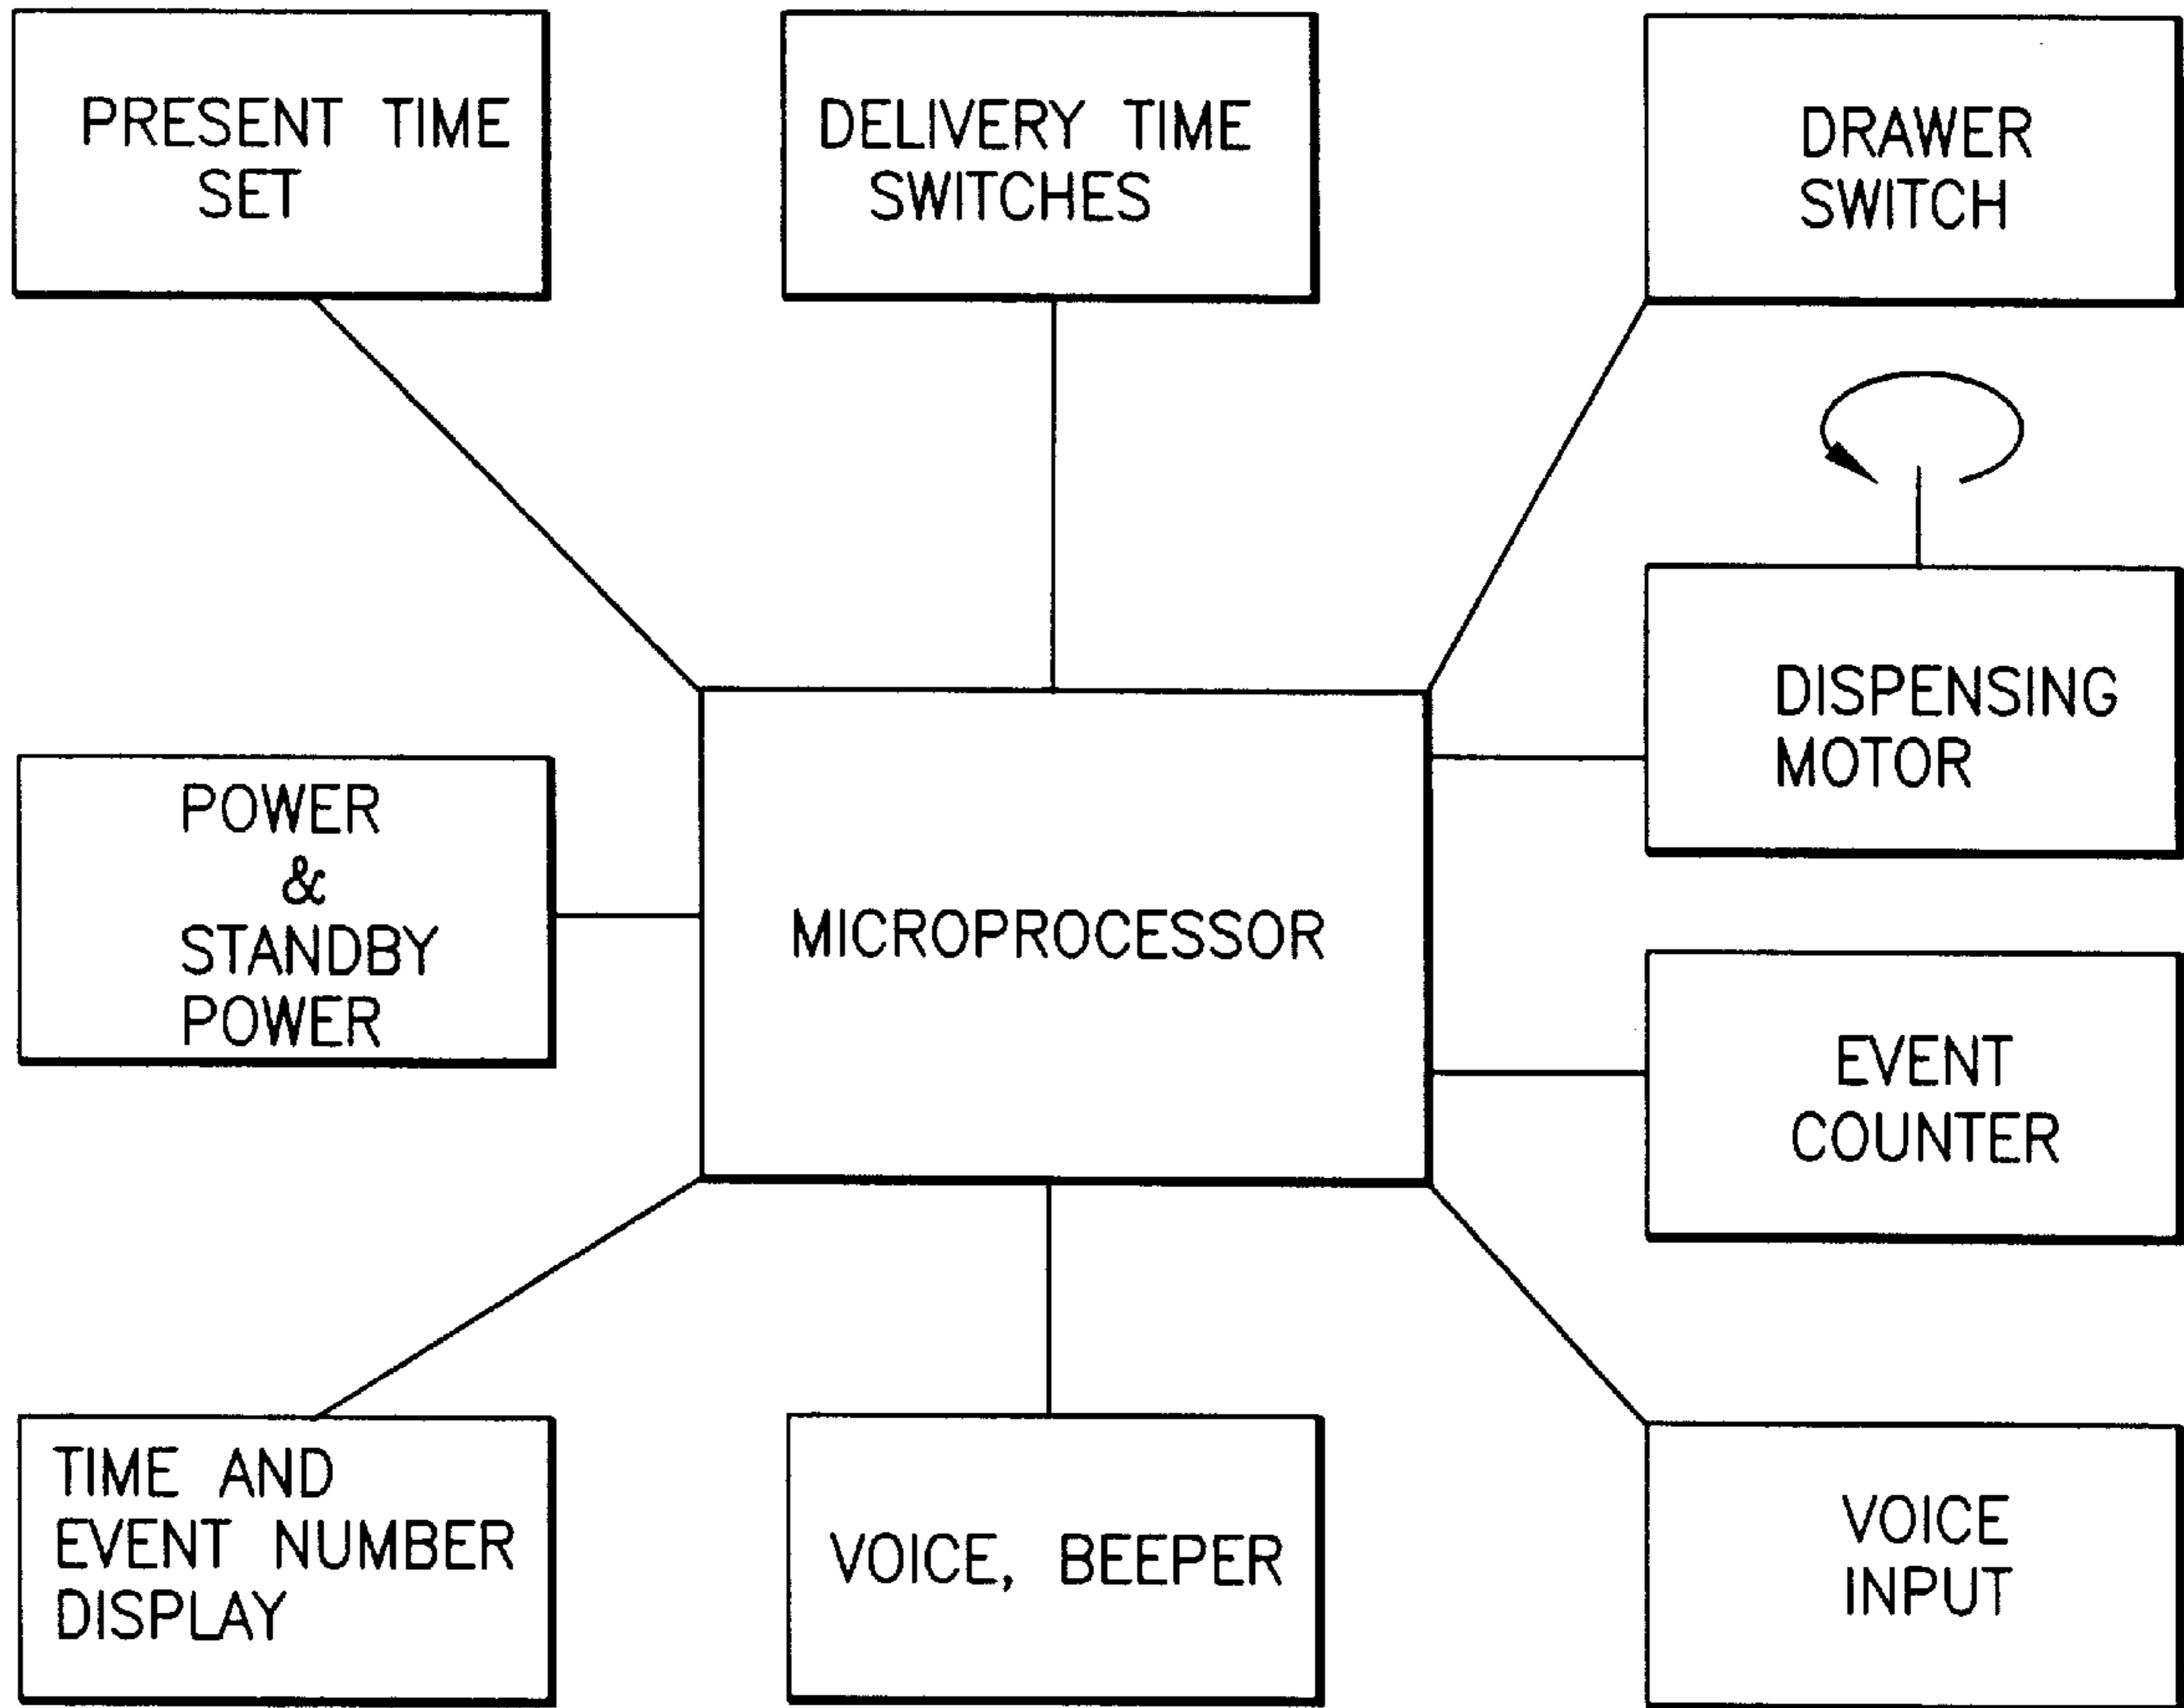 PRESENT TIME
SET
DELIVERY TIME
SWITCHES
DRAWER
SWITCH
DISPENSING
MOTOR
POWER
&
STANDBY
POWER
MICROPROCESSOR
EVENT
COUNTER
TIME AND
EVENT NUMBER
DISPLAY
VOICE, BEEPER
VOICE
INPUT